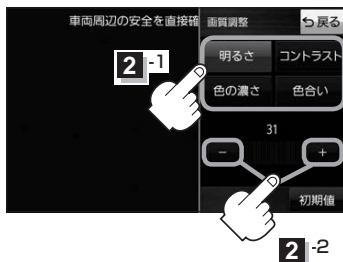 車両周辺の安全を直接確
画質調整
戻る
2-1
明るさ
コントラスト
色の濃さ
色合い
31
−
+
初期値
2-2